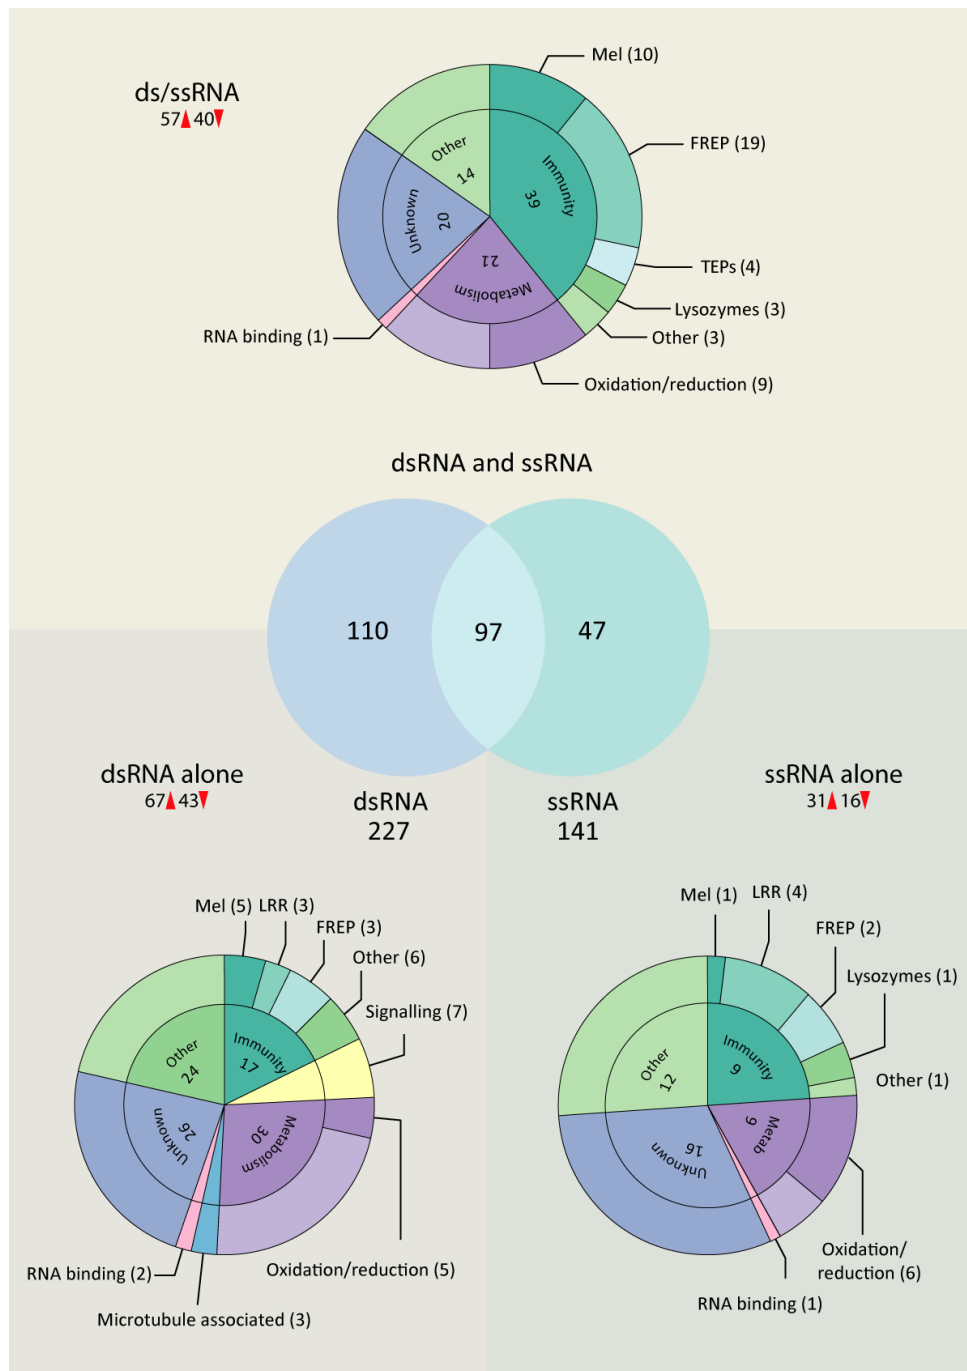 ds/ssRNA
57▲40▼
Mel (10)
FREP (19)
TEPs (4)
Lysozymes (3)
Other (3)
Oxidation/reduction (9)
RNA binding (1)
Other
14
Immunity
39
Unknown
20
Metabolism
21
dsRNA and ssRNA
110
97
47
dsRNA
227
ssRNA
141
dsRNA alone
67▲43▼
ssRNA alone
31▲16▼
Mel (5)
LRR (3)
FREP (3)
Other (6)
Signalling (7)
Oxidation/reduction (5)
Microtubule associated (3)
RNA binding (2)
Other
24
Immunity
17
Unknown
26
Metabolism
30
Mel (1)
LRR (4)
FREP (2)
Lysozymes (1)
Other (1)
Oxidation/
reduction (6)
RNA binding (1)
Other
12
Immunity
9
Unknown
16
Metab
9